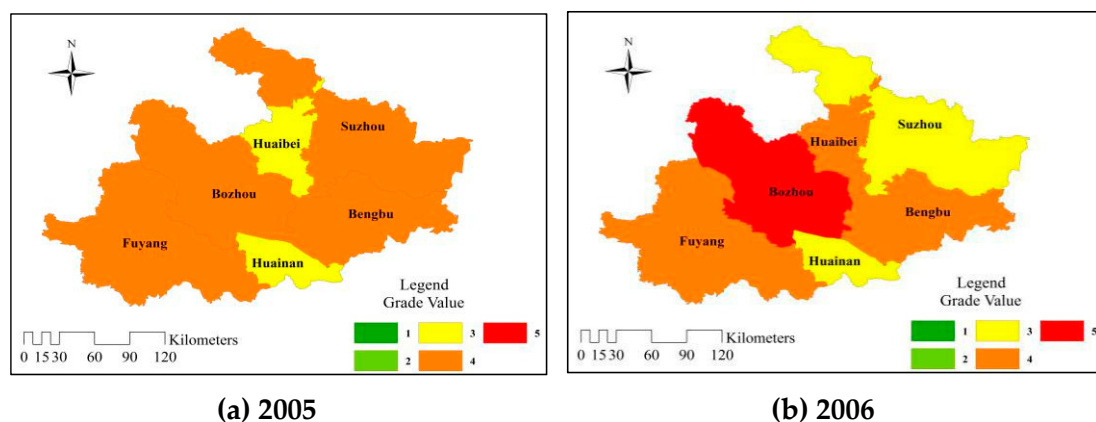 N
Suzhou
Huaibei
Bozhou
Bengbu
Fuyang
Huainan
Legend
Grade Value
1 3 5
2 4
Kilometers
0 15 30 60 90 120
(a) 2005
N
Suzhou
Huaibei
Bozhou
Bengbu
Fuyang
Huainan
Legend
Grade Value
1 3 5
2 4
Kilometers
0 15 30 60 90 120
(b) 2006